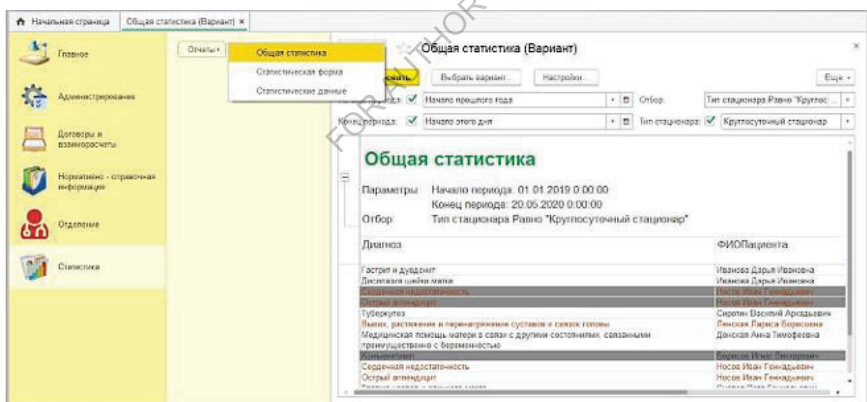 FOR AUTHOR
Начальная страница
Общая статистика (Вариант) ×
Главное
Администрирование
Договоры и взаиморасчеты
Нормативно - справочная информация
Отделение
Статистика
Отчеты
Общая статистика
Статистическая форма
Статистические данные
Общая статистика (Вариант)
Выбрать вариант...
Настройки...
Еще
Начало прошлого года
Отбор:
Тип стационара Равно "Круглос ...
Конец периода:
Начало этого дня
Тип стационара:
Круглосуточный стационар
Общая статистика
Параметры: Начало периода: 01.01.2019 0:00:00
Конец периода: 20.05.2020 0:00:00
Отбор: Тип стационара Равно "Круглосуточный стационар"
Диагноз ФИОПациента
Гастрит и дуоденит Иванова Дарья Ивановна
Дисплазия шейки матки Иванова Дарья Ивановна
Сердечная недостаточность Носов Иван Геннадьевич
Острый аппендицит Носов Иван Геннадьевич
Туберкулез Сиротин Василий Аркадьевич
Вывих, растяжение и перенапряжение суставов и связок головы Ленская Лариса Борисовна
Медицинская помощь матери в связи с другими состояниями, связанными Донская Анна Тимофеевна
преимущественно с беременностью
Конъюнктивит Борисов Игнат Викторович
Сердечная недостаточность Носов Иван Геннадьевич
Острый аппендицит Носов Иван Геннадьевич